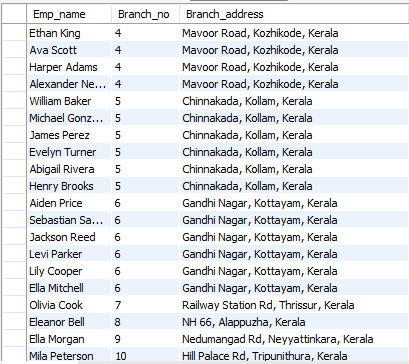 Emp_name Branch_no Branch_address
Ethan King 4 Mavoor Road, Kozhikode, Kerala
Ava Scott 4 Mavoor Road, Kozhikode, Kerala
Harper Adams 4 Mavoor Road, Kozhikode, Kerala
Alexander Ne... 4 Mavoor Road, Kozhikode, Kerala
William Baker 5 Chinnakada, Kollam, Kerala
Michael Gonz... 5 Chinnakada, Kollam, Kerala
James Perez 5 Chinnakada, Kollam, Kerala
Evelyn Turner 5 Chinnakada, Kollam, Kerala
Abigail Rivera 5 Chinnakada, Kollam, Kerala
Henry Brooks 5 Chinnakada, Kollam, Kerala
Aiden Price 6 Gandhi Nagar, Kottayam, Kerala
Sebastian Sa... 6 Gandhi Nagar, Kottayam, Kerala
Jackson Reed 6 Gandhi Nagar, Kottayam, Kerala
Levi Parker 6 Gandhi Nagar, Kottayam, Kerala
Lily Cooper 6 Gandhi Nagar, Kottayam, Kerala
Ella Mitchell 6 Gandhi Nagar, Kottayam, Kerala
Olivia Cook 7 Railway Station Rd, Thrissur, Kerala
Eleanor Bell 8 NH 66, Alappuzha, Kerala
Ella Morgan 9 Nedumangad Rd, Neyyattinkara, Kerala
Mila Peterson 10 Hill Palace Rd, Tripunithura, Kerala